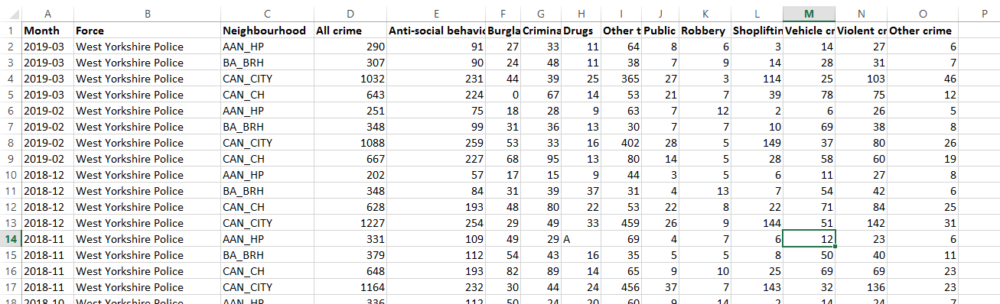 A B C D E F G H I J K L M N O P
1 Month Force Neighbourhood All crime Anti-social behavio Burgla Crimina Drugs Other t Public Robbery Shopliftin Vehicle cr Violent cr Other crime
2 2019-03 West Yorkshire Police AAN_HP 290 91 27 33 11 64 8 6 3 14 27 6
3 2019-03 West Yorkshire Police BA_BRH 307 90 24 48 11 38 7 9 14 28 31 7
4 2019-03 West Yorkshire Police CAN_CITY 1032 231 44 39 25 365 27 3 114 25 103 46
5 2019-03 West Yorkshire Police CAN_CH 643 224 0 67 14 53 21 7 39 78 75 12
6 2019-02 West Yorkshire Police AAN_HP 251 75 18 28 9 63 7 12 2 6 26 5
7 2019-02 West Yorkshire Police BA_BRH 348 99 31 36 13 30 7 7 10 69 38 8
8 2019-02 West Yorkshire Police CAN_CITY 1088 259 53 33 16 402 28 5 149 37 80 26
9 2019-02 West Yorkshire Police CAN_CH 667 227 68 95 13 80 14 5 28 58 60 19
10 2018-12 West Yorkshire Police AAN_HP 202 57 17 15 9 44 3 5 6 11 27 8
11 2018-12 West Yorkshire Police BA_BRH 348 84 31 39 37 31 4 13 7 54 42 6
12 2018-12 West Yorkshire Police CAN_CH 628 193 48 80 22 53 22 8 22 71 84 25
13 2018-12 West Yorkshire Police CAN_CITY 1227 254 29 49 33 459 26 9 144 51 142 31
14 2018-11 West Yorkshire Police AAN_HP 331 109 49 29 A 69 4 7 6 12 23 6
15 2018-11 West Yorkshire Police BA_BRH 379 112 54 43 16 35 5 5 8 50 40 11
16 2018-11 West Yorkshire Police CAN_CH 648 193 82 89 14 65 9 10 25 69 69 23
17 2018-11 West Yorkshire Police CAN_CITY 1164 232 30 44 24 456 37 7 143 32 136 23
18 2018-10 West Yorkshire Police AAN_HP 336 112 50 24 20 60 9 14 2 14 24 7